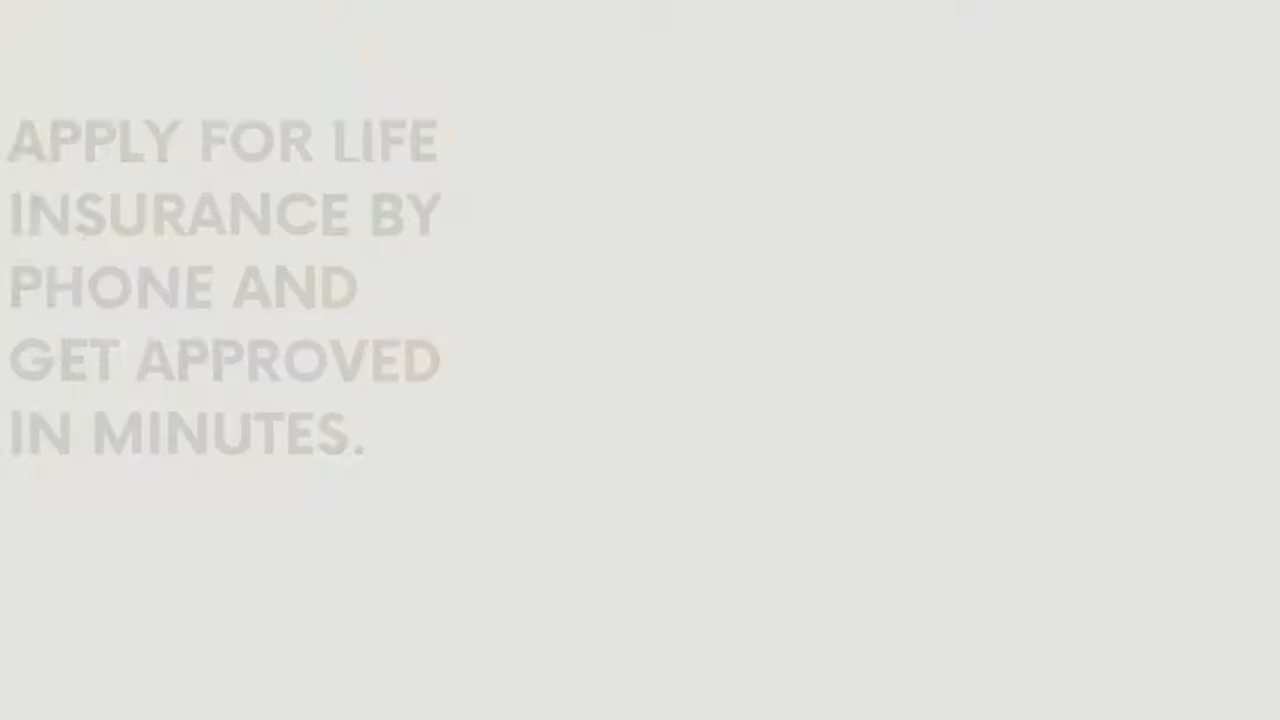 APPLY FOR LIFE
INSURANCE BY
PHONE AND
GET APPROVED
IN MINUTES.